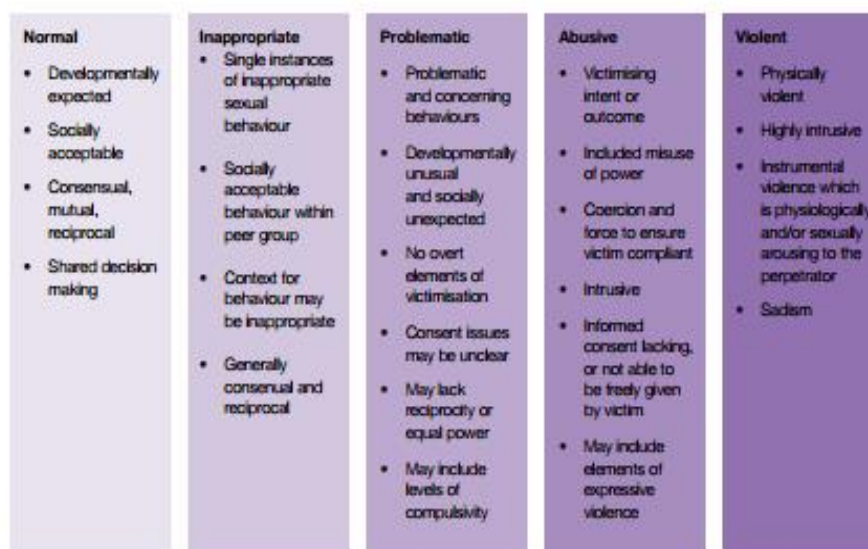 Normal
• Developmentally
expected
• Socially
acceptable
• Consensual,
mutual,
reciprocal
• Shared decision
making
Inappropriate
• Single instances
of inappropriate
sexual
behaviour
• Socially
acceptable
behaviour within
peer group
• Context for
behaviour may
be inappropriate
• Generally
consenual and
reciprocal
Problematic
• Problematic
and concerning
behaviours
• Developmentally
unusual
and socially
unexpected
• No overt
elements of
victimisation
• Consent issues
may be unclear
• May lack
reciprocity or
equal power
• May include
levels of
compulsivity
Abusive
• Victimising
intent or
outcome
• Included misuse
of power
• Coercion and
force to ensure
victim compliant
• Intrusive
• Informed
consent lacking,
or not able to
be freely given
by victim
• May include
elements of
expressive
violence
Violent
• Physically
violent
• Highly intrusive
• Instrumental
violence which
is physiologically
and/or sexually
arousing to the
perpetrator
• Sadism